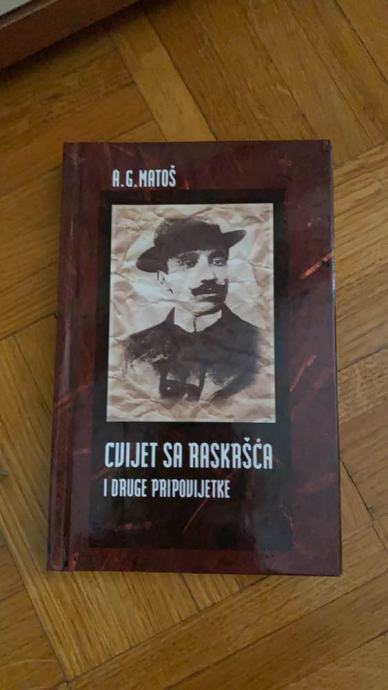 A.G.MATOŠ
CVIJET SA RASKRŠĆA
I DRUGE PRIPOVIJETKE